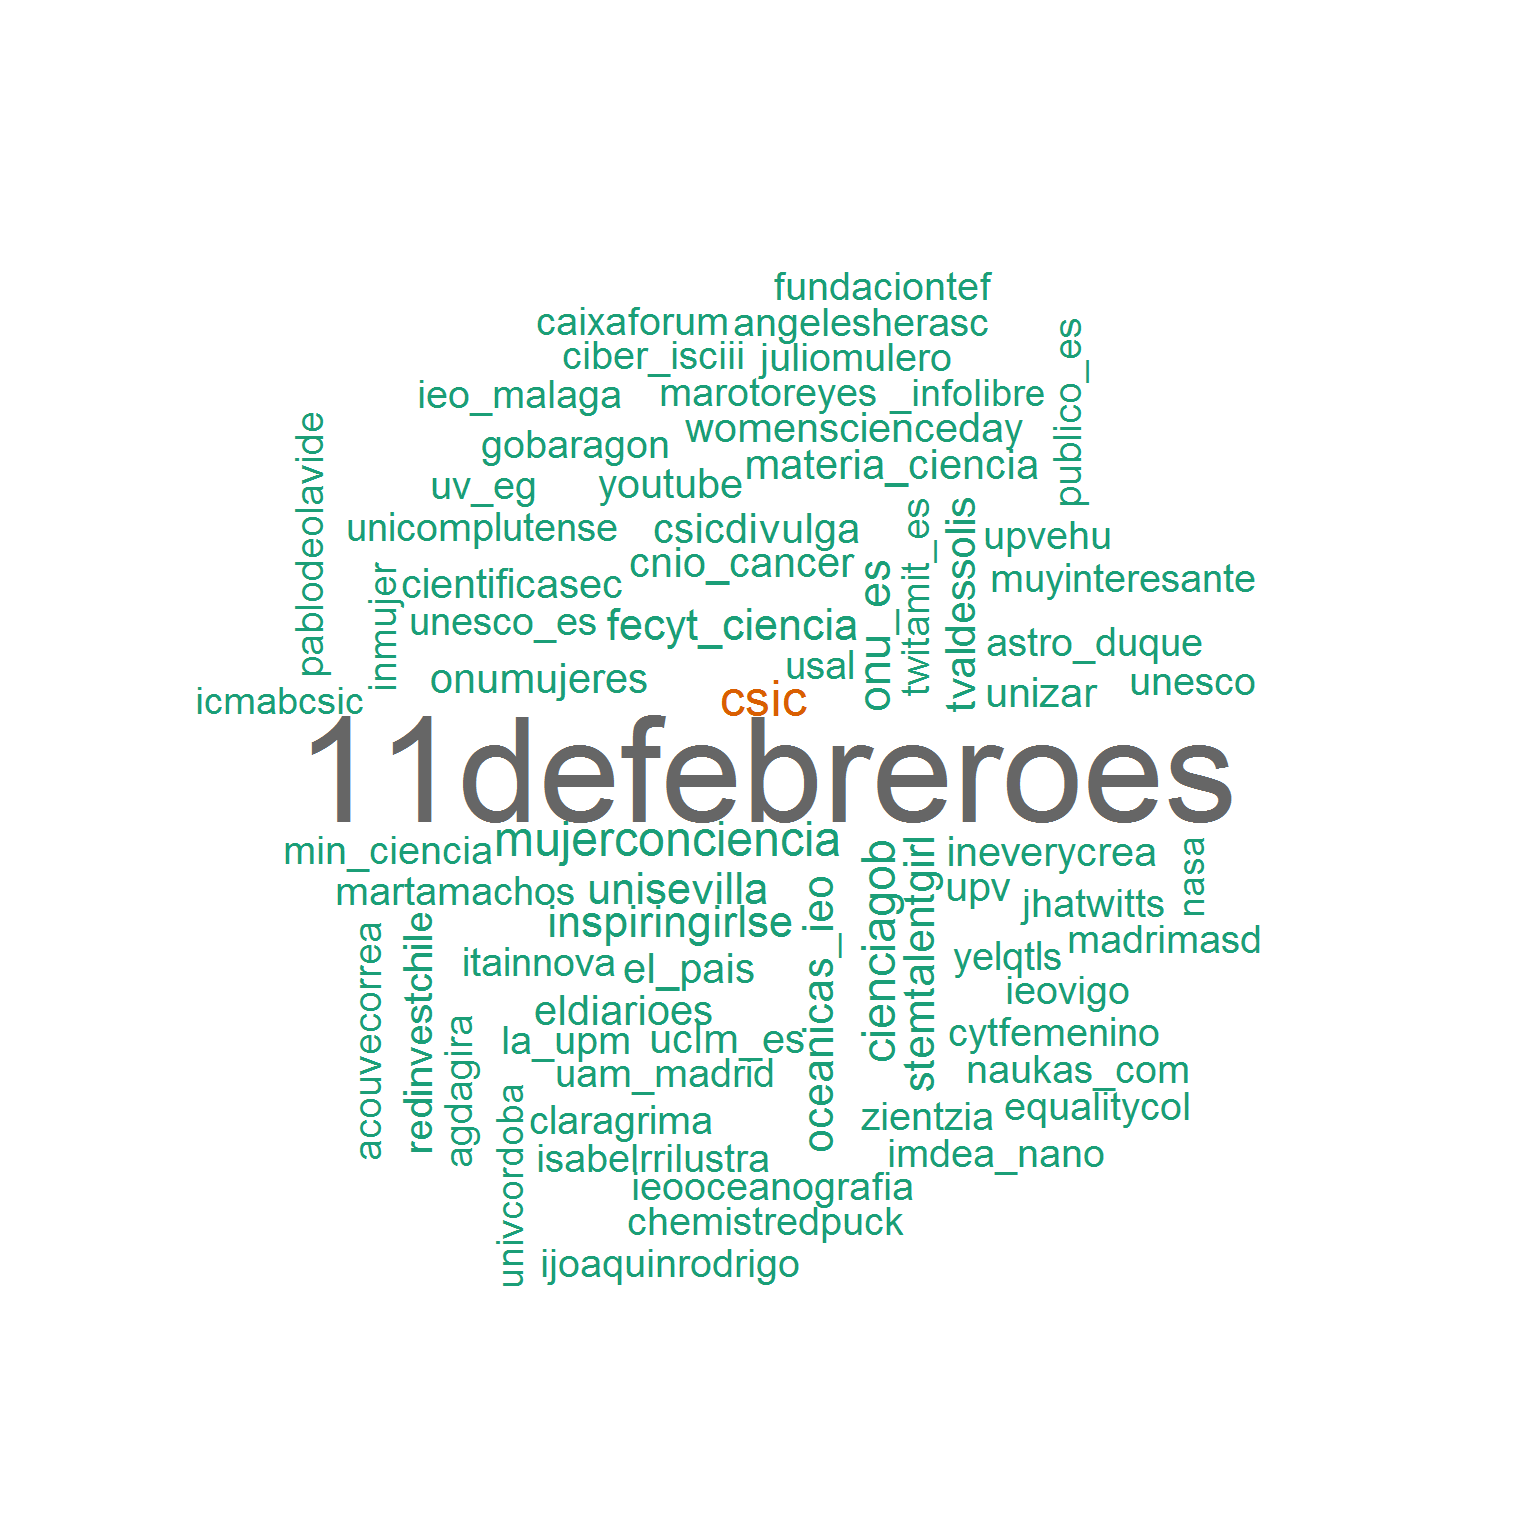 fundaciontef
caixaforum angelesherasc
ciber_isciii juliomulero
publico_es
ieo_malaga marotoreyes _infolibre
womenscienceday
pablodeolavide
gobaragon
materia_ciencia
uv_eg youtube
unicomplutense csicdivulga
onu_es
twitamit_es
tvaldessolis
upvehu
cnio_cancer
inmujer
cientificasec
muyinteresante
unesco_es fecyt_ciencia
astro_duque
onumujeres
usal
unizar unesco
icmabcsic
csic
11defebreroes
min_ciencia mujerconciencia
oceanicas_ieo
cienciagob
stemtalentgirl
ineverycrea
nasa
martamachos unisevilla
upv jhatwitts
inspiringirlse
acouvecorrea
redinvestchile
agdagira
madrimasd
itainnova el_pais
yelqtls
ieovigo
eldiarioes
la_upm uclm_es
cytfemenino
uam_madrid
naukas_com
univcordoba
claragrima
zientzia equalitycol
isabelrrilustra
imdea_nano
ieooceanografia
chemistredpuck
ijoaquinrodrigo